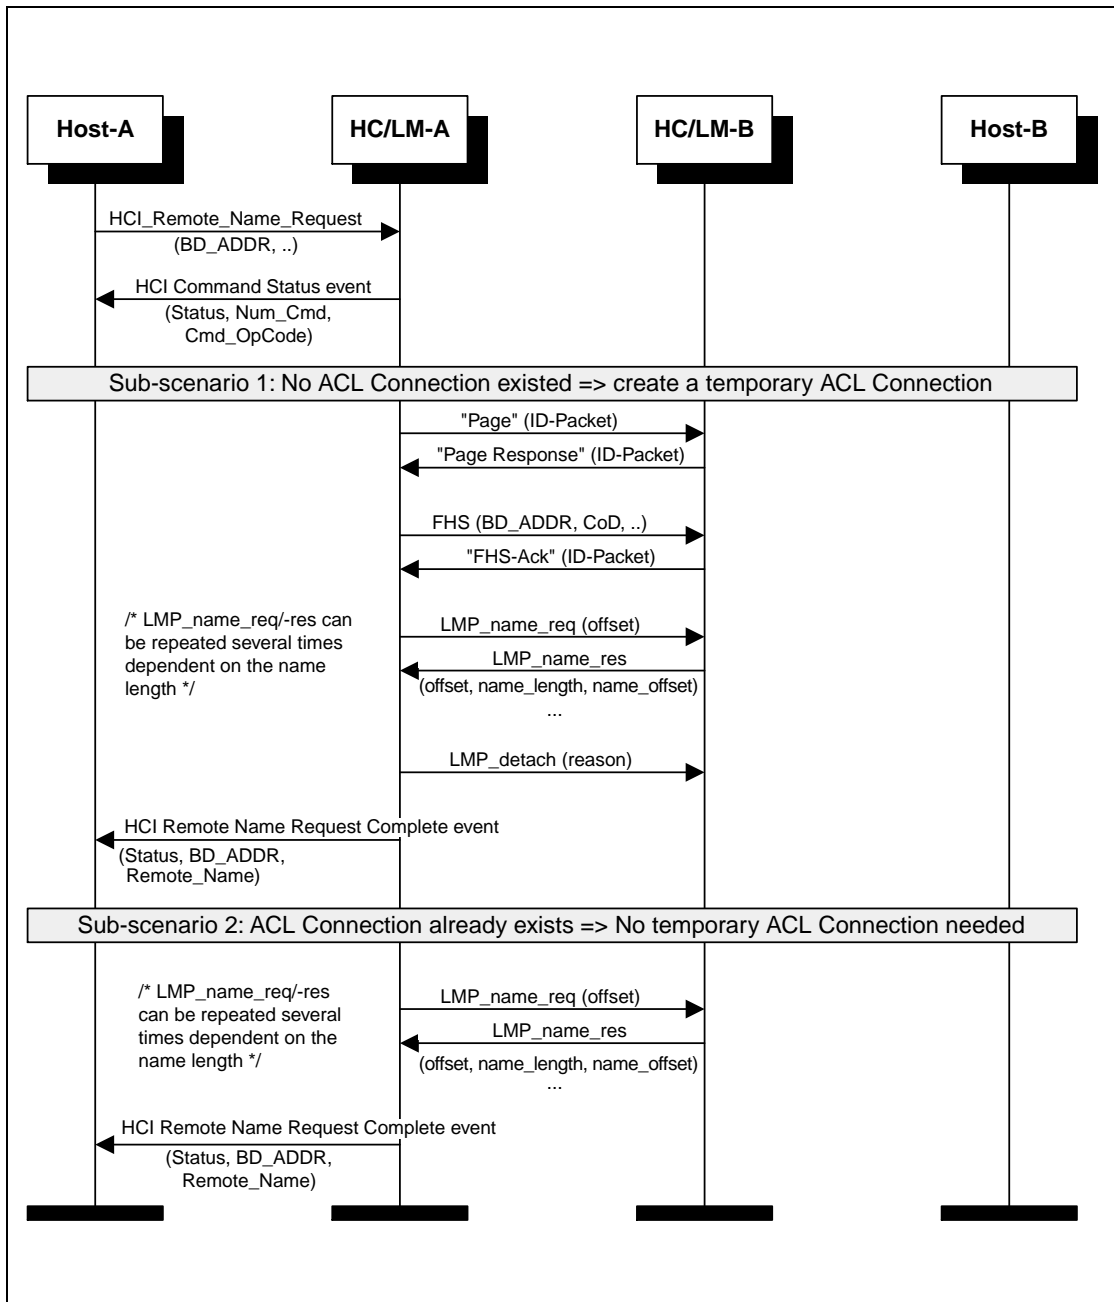 Host-A
HC/LM-A
HC/LM-B
Host-B
HCI_Remote_Name_Request
(BD_ADDR, ..)
HCI Command Status event
(Status, Num_Cmd,
Cmd_OpCode)
Sub-scenario 1: No ACL Connection existed => create a temporary ACL Connection
"Page" (ID-Packet)
"Page Response" (ID-Packet)
FHS (BD_ADDR, CoD, ..)
"FHS-Ack" (ID-Packet)
/* LMP_name_req/-res can
be repeated several times
dependent on the name
length */
LMP_name_req (offset)
LMP_name_res
(offset, name_length, name_offset)
...
LMP_detach (reason)
HCI Remote Name Request Complete event
(Status, BD_ADDR,
Remote_Name)
Sub-scenario 2: ACL Connection already exists => No temporary ACL Connection needed
/* LMP_name_req/-res
can be repeated several
times dependent on the
name length */
LMP_name_req (offset)
LMP_name_res
(offset, name_length, name_offset)
...
HCI Remote Name Request Complete event
(Status, BD_ADDR,
Remote_Name)